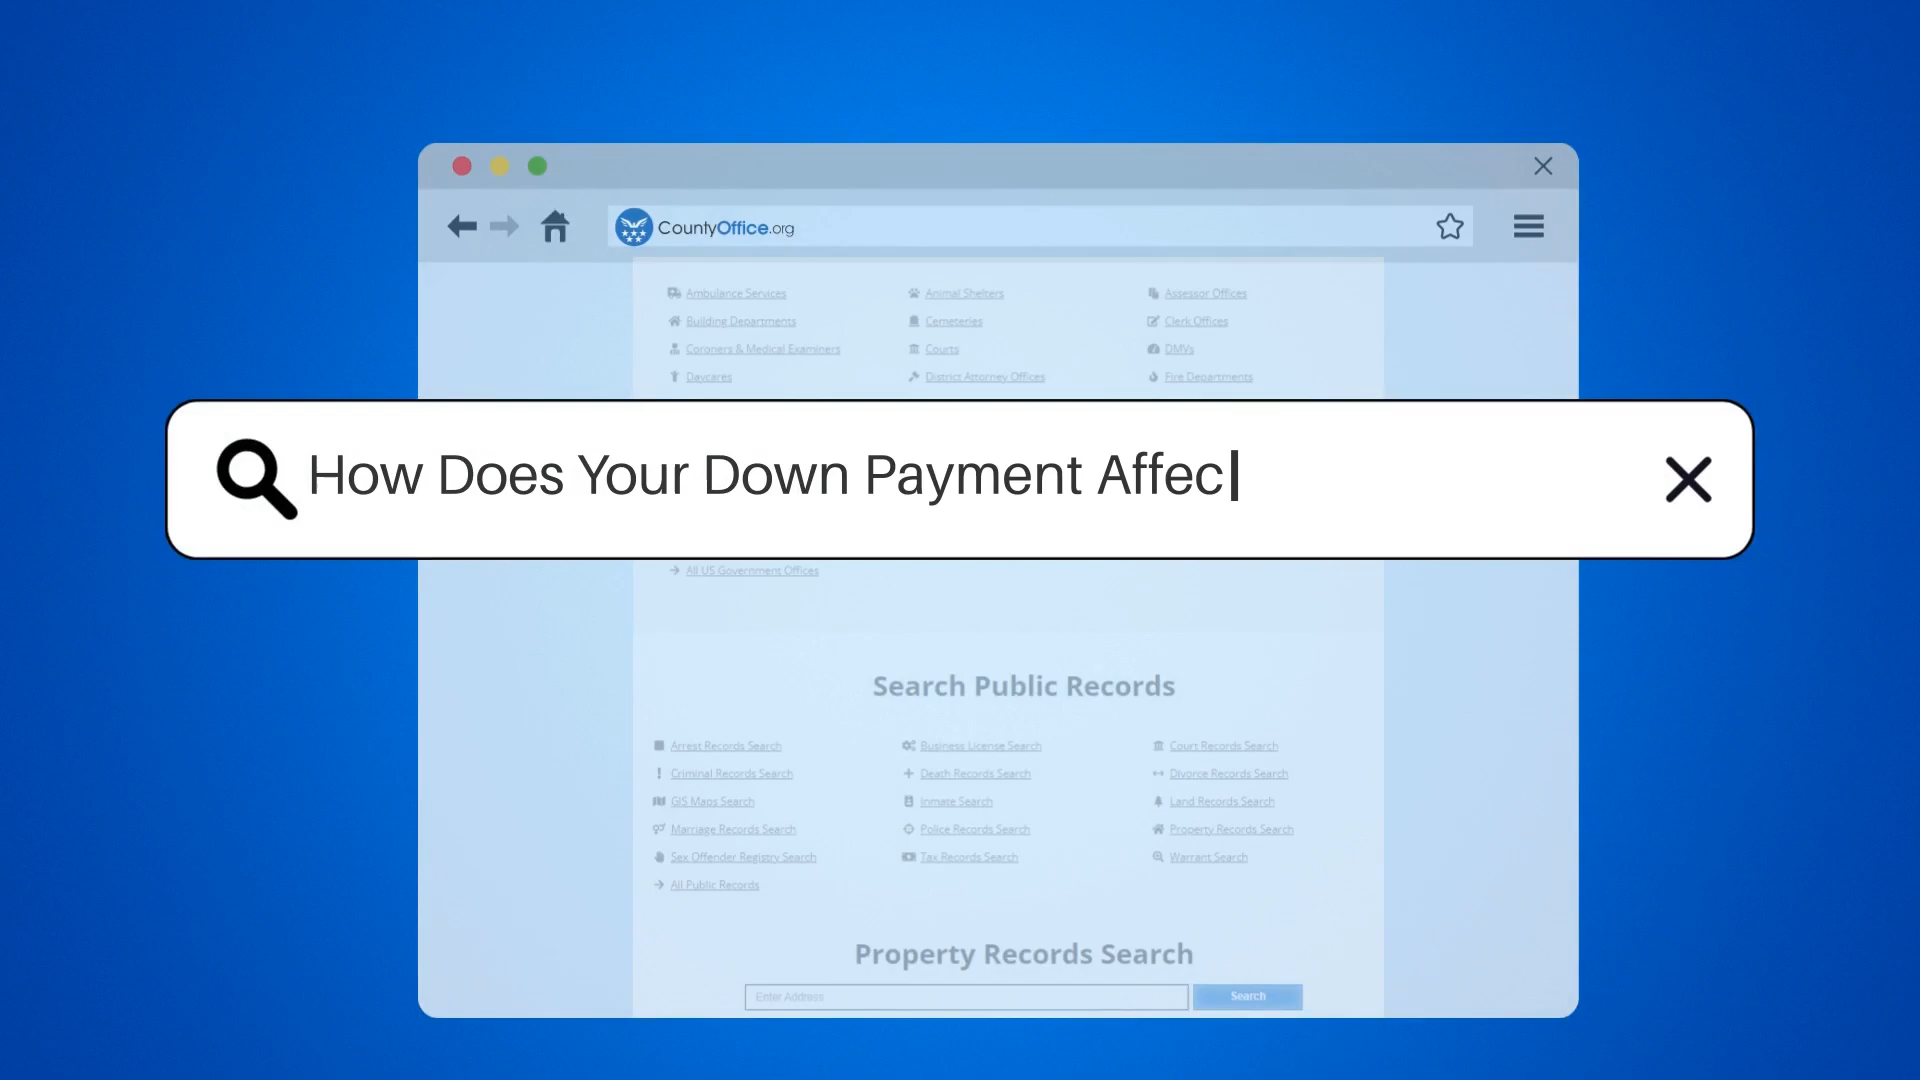 CountyOffice.org
Ambulance Services Animal Shelters Assessor Offices
Building Departments Cemeteries Clerk Offices
Coroners & Medical Examiners Courts DMVs
Daycares District Attorney Offices Fire Departments
How Does Your Down Payment Affec
All US Government Offices
Search Public Records
Arrest Records Search Business License Search Court Records Search
Criminal Records Search Death Records Search Divorce Records Search
GIS Maps Search Inmate Search Land Records Search
Marriage Records Search Police Records Search Property Records Search
Sex Offender Registry Search Tax Records Search Warrant Search
All Public Records
Property Records Search
Enter Address Search